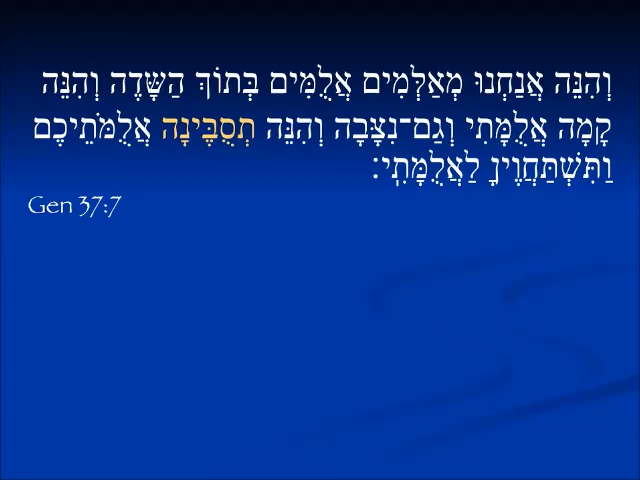 וְהִנֵּה אֲנַחְנוּ מְאַלְּמִים אֲלֻמִּים בְּתוֹךְ הַשָּׂדֶה וְהִנֵּה
קָמָה אֲלֻמָּתִי וְגַם־נִצָּבָה וְהִנֵּה תְסֻבֶּינָה אֲלֻמֹּתֵיכֶם
וַתִּשְׁתַּחֲוֶיןָ לַאֲלֻמָּתִֽי׃
Gen 37:7